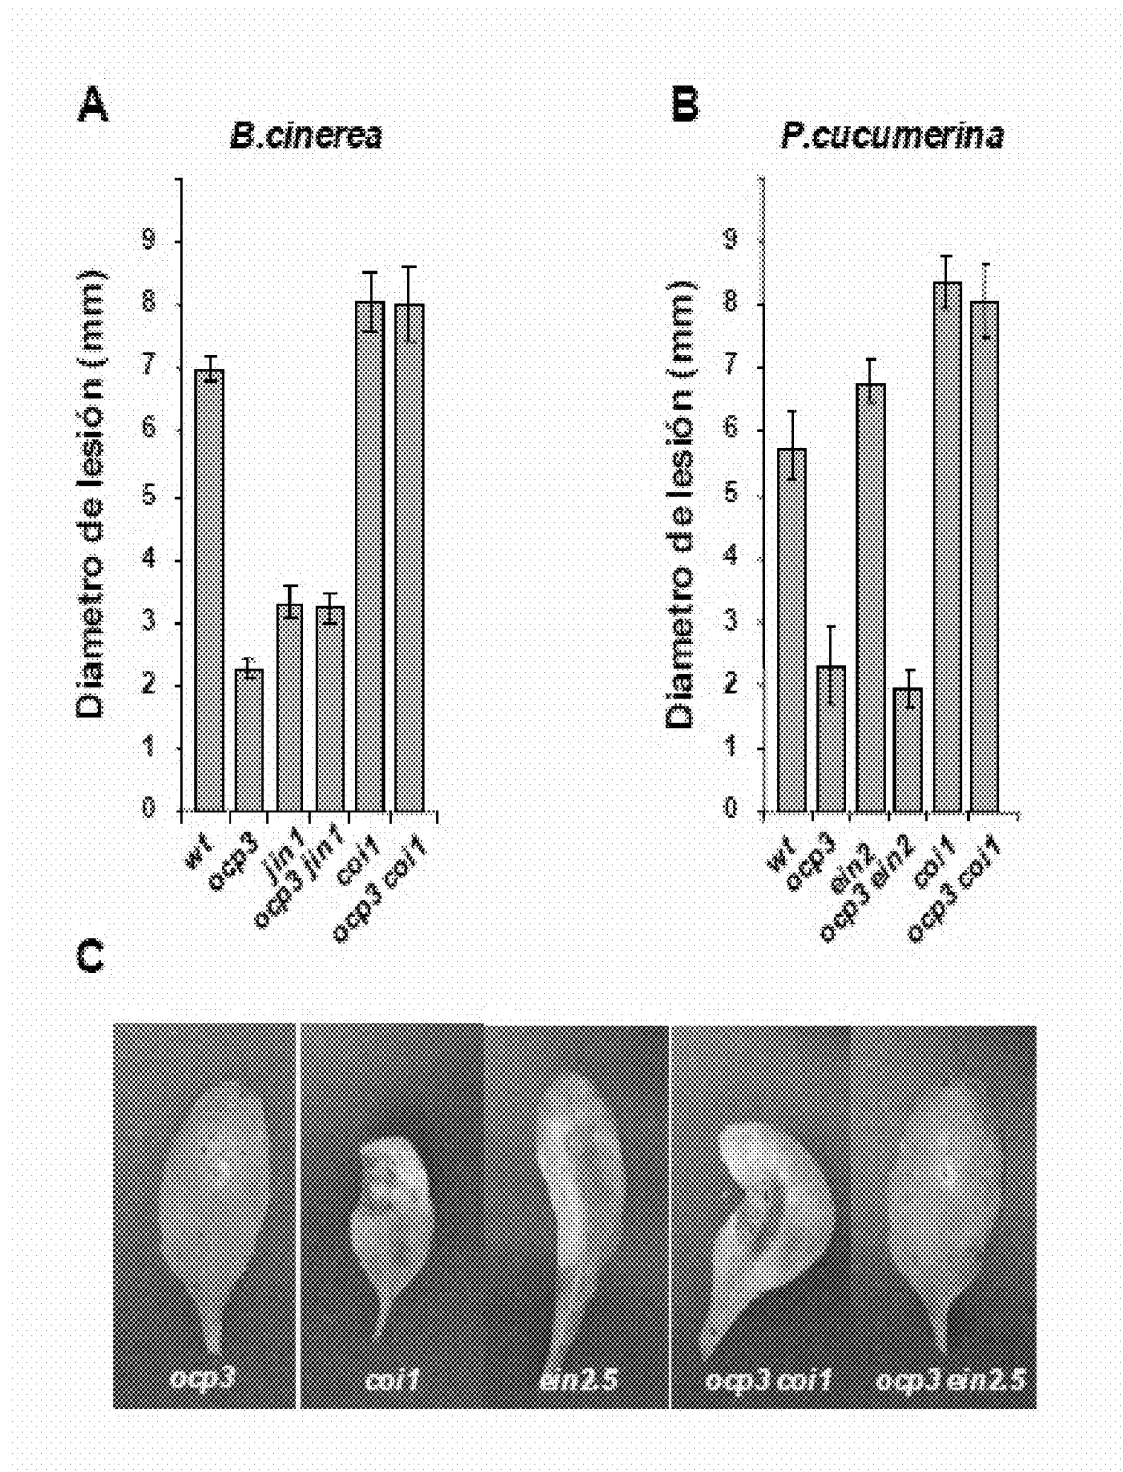 A
B.cinerea
Diametro de lesión (mm)
9
8
7
6
5
4
3
2
1
0
wt
ocp3
jin1
ocp3 jin1
coi1
ocp3 coi1
B
P.cucumerina
Diametro de lesión (mm)
9
8
7
6
5
4
3
2
1
0
wt
ocp3
ein2
ocp3 ein2
coi1
ocp3 coi1
C
ocp3
coi1
ein2.5
ocp3 coi1
ocp3 ein2.5